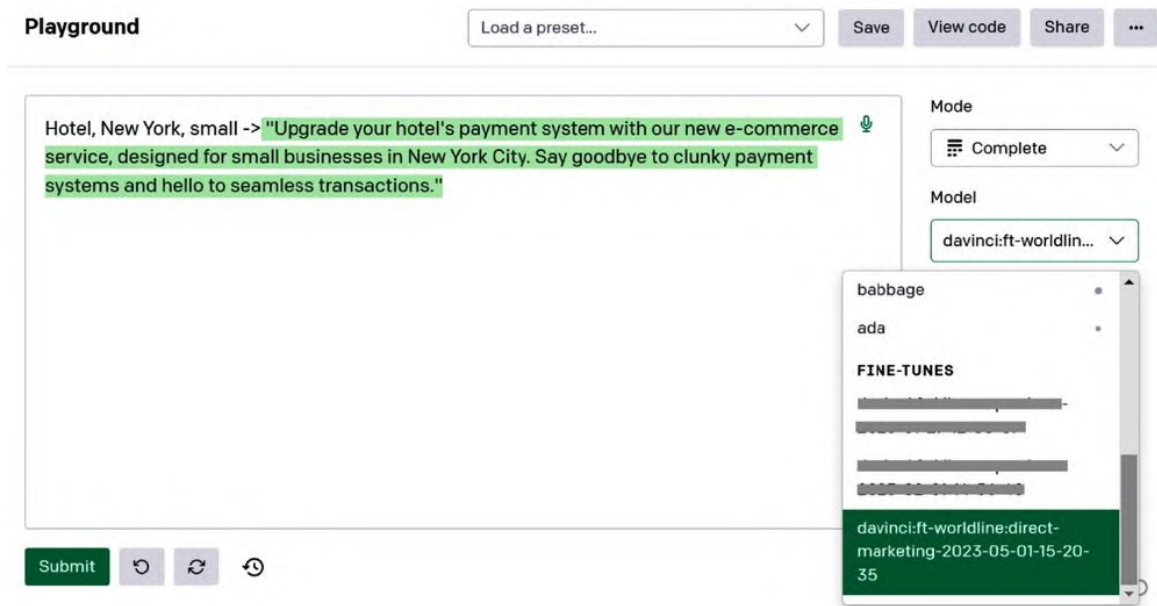 Playground
Load a preset...
Save
View code
Share
...
Hotel, New York, small -> "Upgrade your hotel's payment system with our new e-commerce
service, designed for small businesses in New York City. Say goodbye to clunky payment
systems and hello to seamless transactions."
Mode
Complete
Model
davinci:ft-worldlin...
babbage
ada
FINE-TUNES
davinci:ft-worldline:direct-
marketing-2023-05-01-15-20-
35
Submit